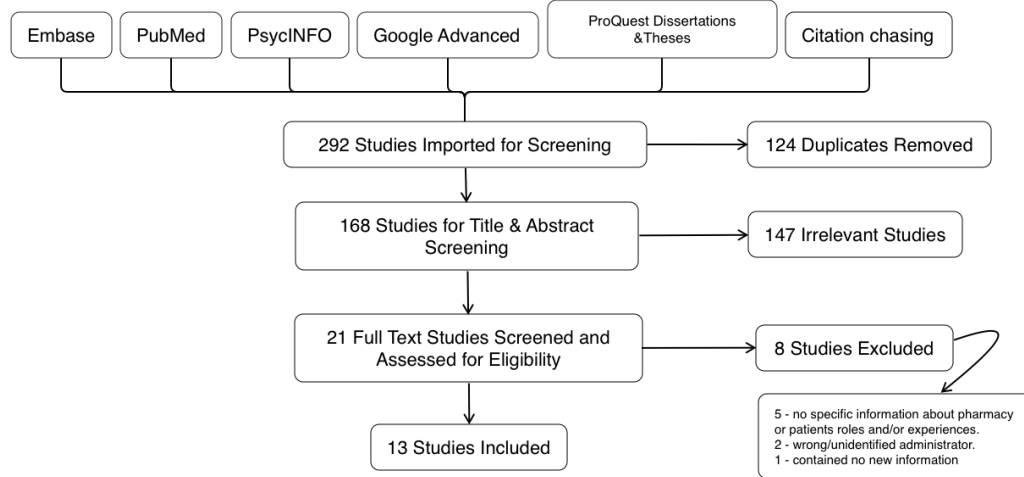 Embase
PubMed
PsycINFO
Google Advanced
ProQuest Dissertations
&Theses
Citation chasing
292 Studies Imported for Screening
124 Duplicates Removed
168 Studies for Title & Abstract
Screening
147 Irrelevant Studies
21 Full Text Studies Screened and
Assessed for Eligibility
8 Studies Excluded
5 - no specific information about pharmacy
or patients roles and/or experiences.
2 - wrong/unidentified administrator.
1 - contained no new information
13 Studies Included